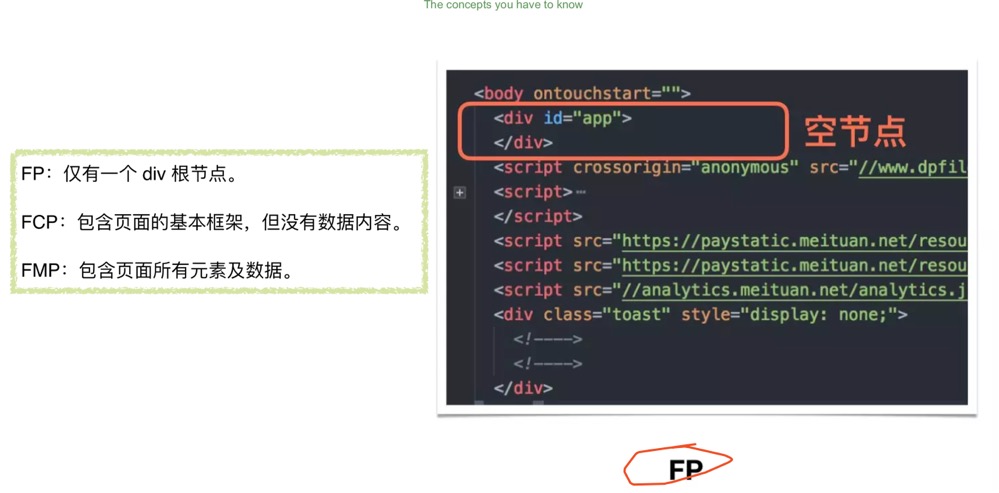 The concepts you have to know
FP：仅有一个 div 根节点。
FCP：包含页面的基本框架，但没有数据内容。
FMP：包含页面所有元素及数据。
<body ontouchstart="">
<div id="app">
</div>
空节点
<script crossorigin="anonymous" src="//www.dpfil
<script>…
</script>
<script src="https://paystatic.meituan.net/resou
<script src="https://paystatic.meituan.net/resou
<script src="//analytics.meituan.net/analytics.j
<div class="toast" style="display: none;">
<!---->
<!---->
</div>
FP